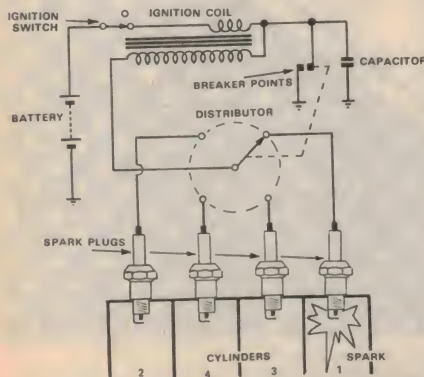 IGNITION
SWITCH
IGNITION COIL
CAPACITOR
BREAKER
POINTS
BATTERY
DISTRIBUTOR
SPARK PLUGS
CYLINDERS
SPARK
2
4
3
1